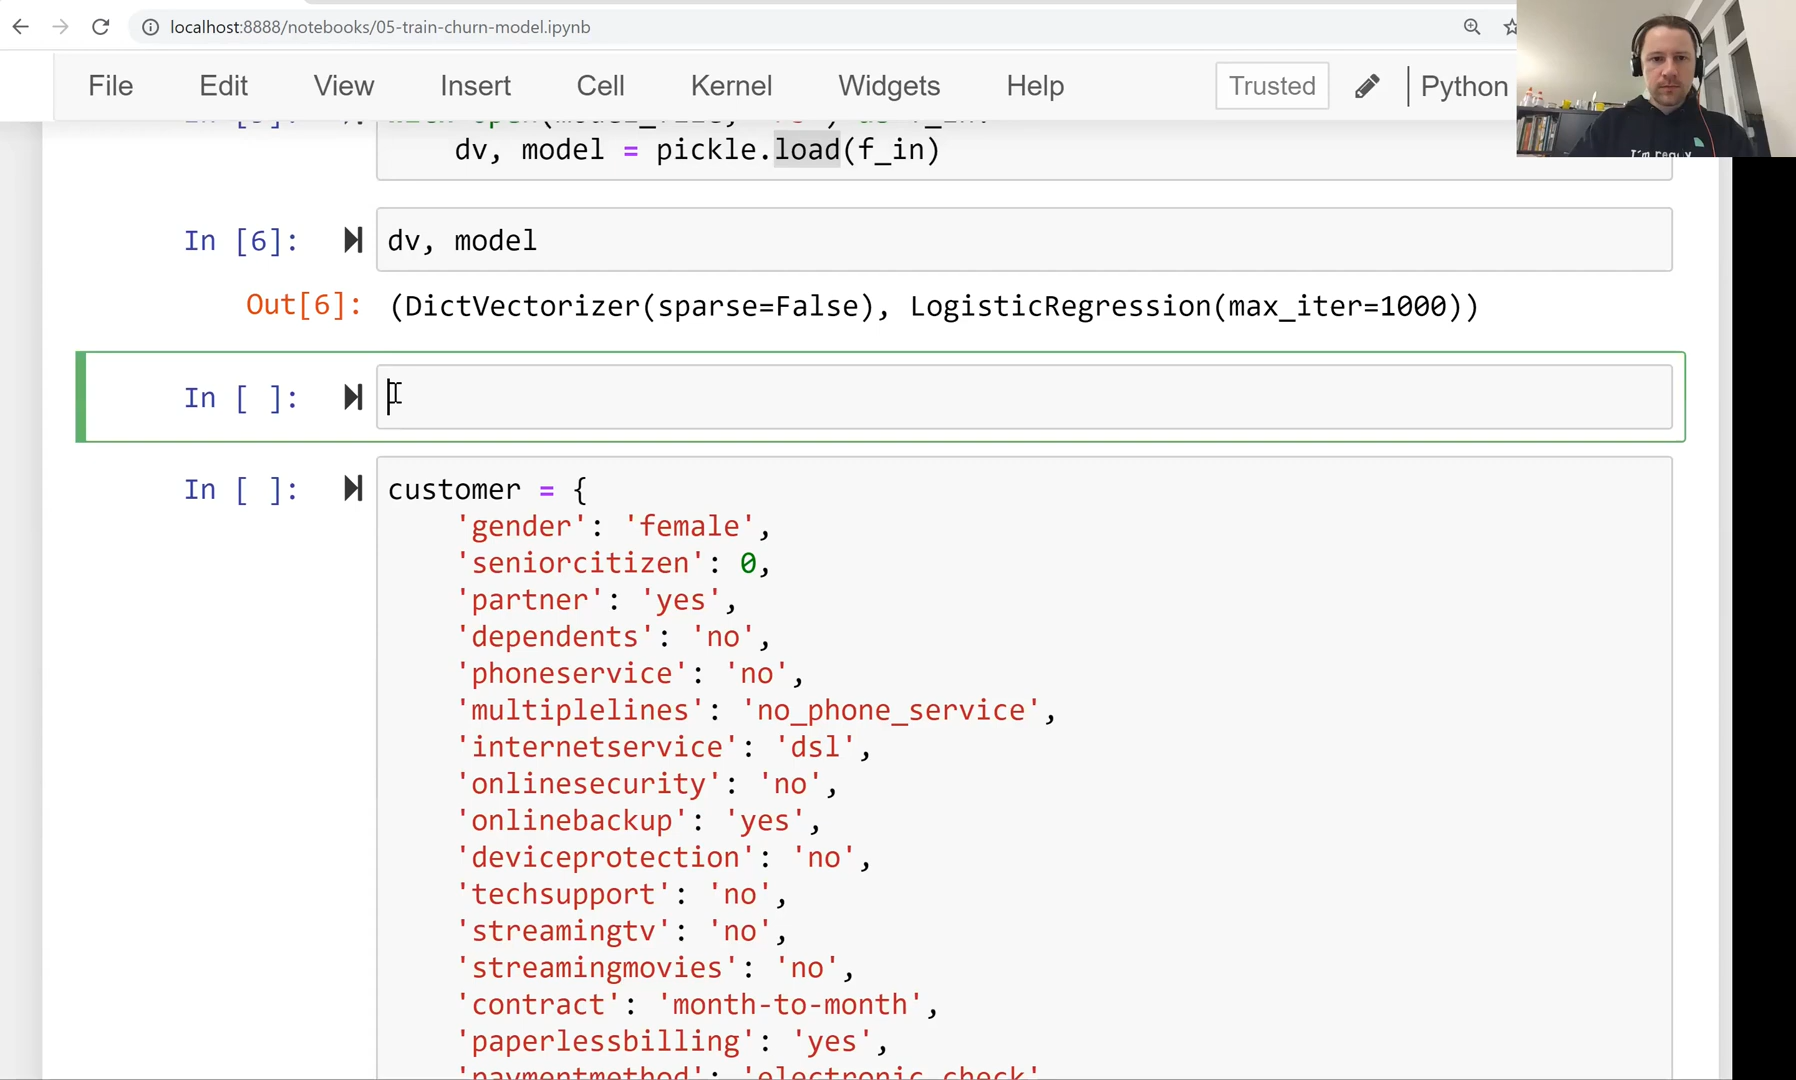 localhost:8888/notebooks/05-train-churn-model.ipynb
File Edit View Insert Cell Kernel Widgets Help Trusted Python
dv, model = pickle.load(f_in)
In [6]: dv, model
Out[6]: (DictVectorizer(sparse=False), LogisticRegression(max_iter=1000))
In [ ]:
In [ ]: customer = {
'gender': 'female',
'seniorcitizen': 0,
'partner': 'yes',
'dependents': 'no',
'phoneservice': 'no',
'multiplelines': 'no_phone_service',
'internetservice': 'dsl',
'onlinesecurity': 'no',
'onlinebackup': 'yes',
'deviceprotection': 'no',
'techsupport': 'no',
'streamingtv': 'no',
'streamingmovies': 'no',
'contract': 'month-to-month',
'paperlessbilling': 'yes',
'paymentmethod': 'electronic_check'